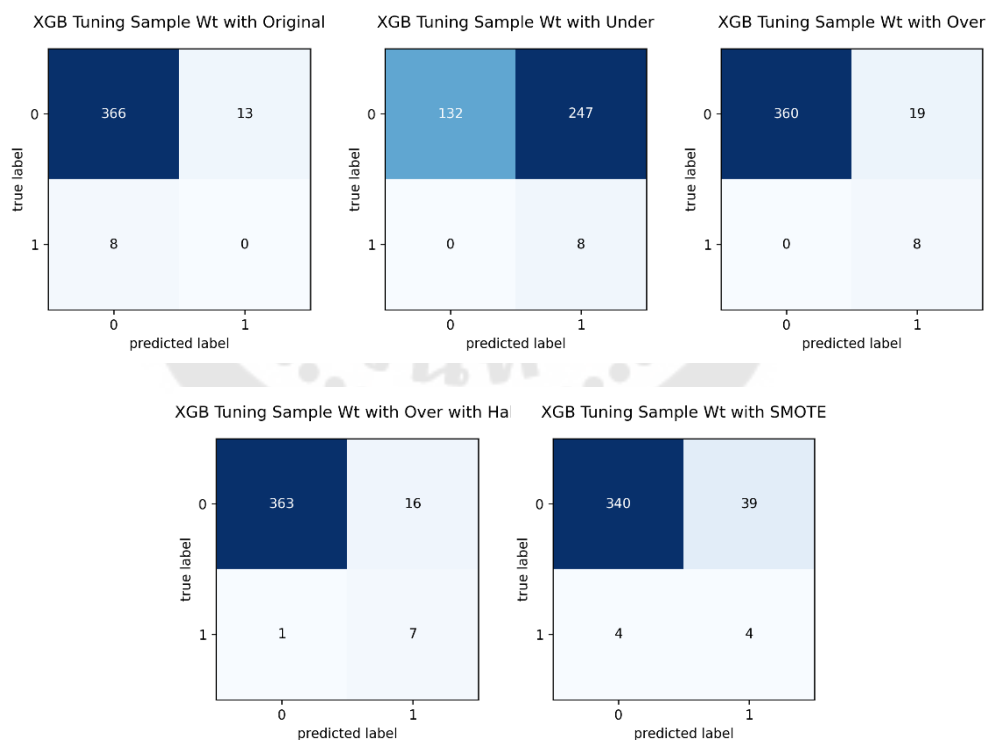 XGB Tuning Sample Wt with Original
XGB Tuning Sample Wt with Under
XGB Tuning Sample Wt with Over
0
366
13
0
132
247
0
360
19
true label
true label
true label
1
8
0
1
0
8
1
0
8
0
1
0
1
0
1
predicted label
predicted label
predicted label
XGB Tuning Sample Wt with Over with Ha
XGB Tuning Sample Wt with SMOTE
0
363
16
0
340
39
true label
true label
1
1
7
1
4
4
0
1
0
1
predicted label
predicted label